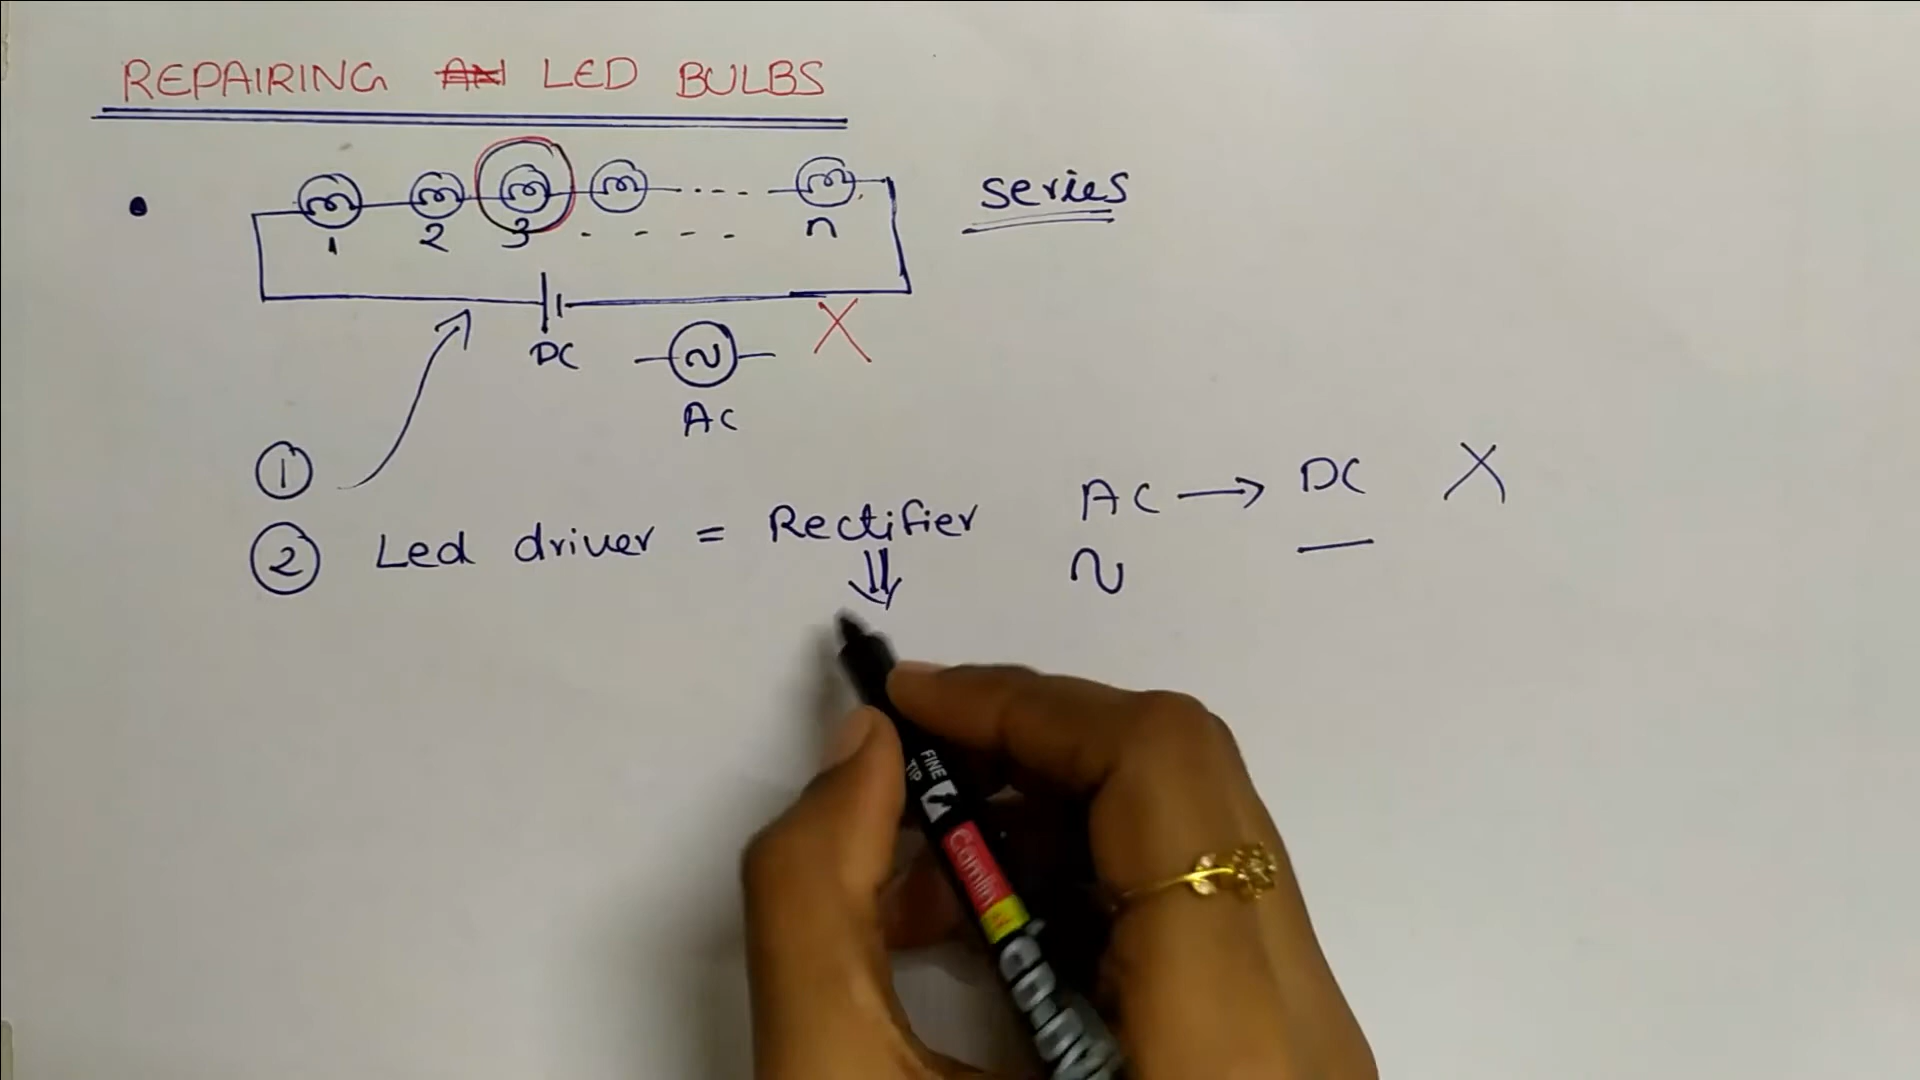 REPAIRING AN LED BULBS
series
1 2 3 . - - - n
DC
X
~
AC
① 
② Led driver = Rectifier
AC → DC X
~
FINE
TIP
Camlin